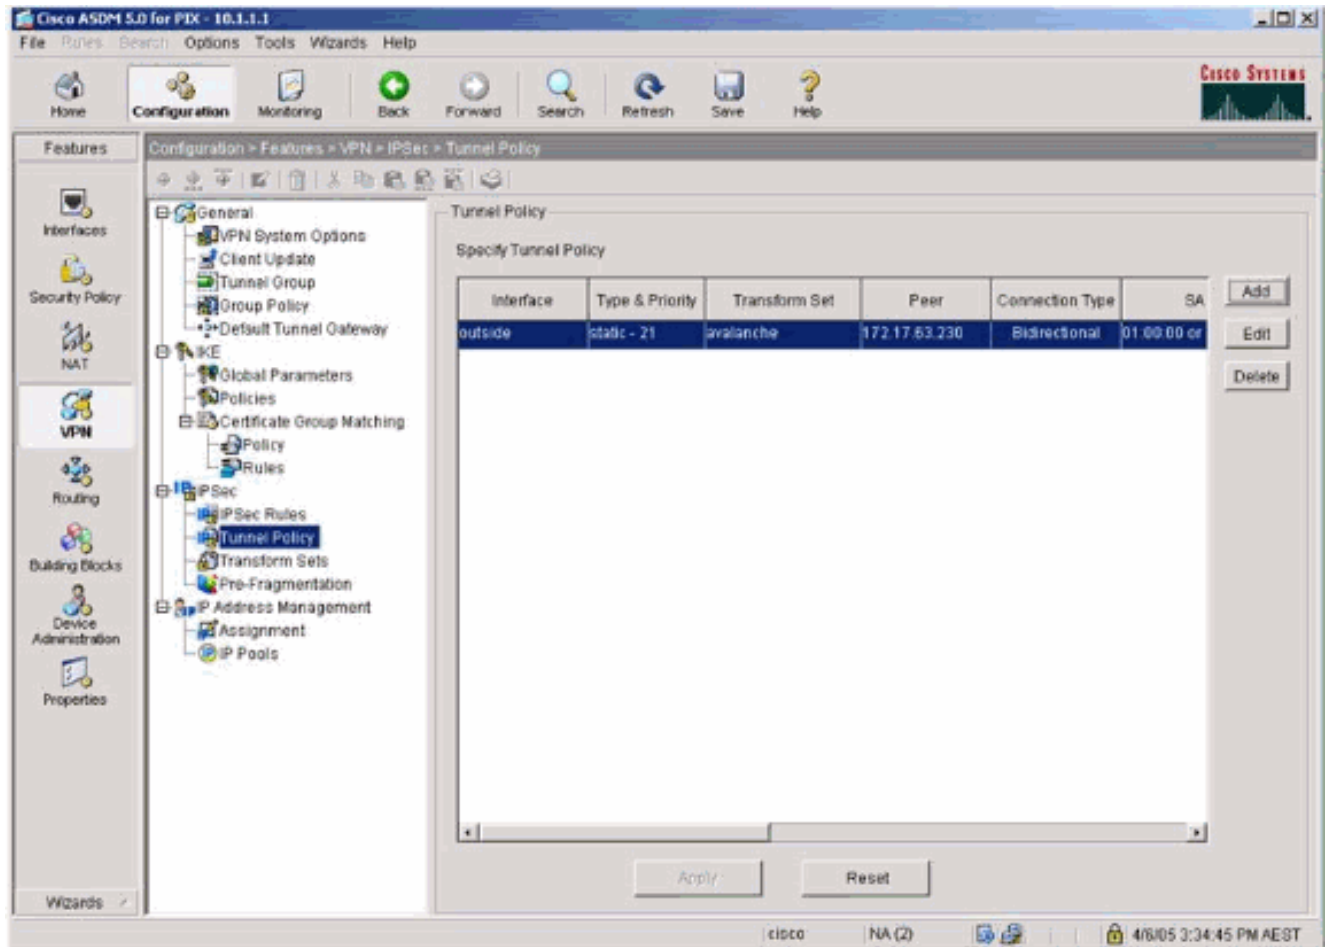 Cisco ASDM 5.0 for PIX - 10.1.1.1
File Rules Search Options Tools Wizards Help
Home Configuration Monitoring Back Forward Search Refresh Save Help
CISCO SYSTEMS
Features
Configuration > Features > VPN > IPSec > Tunnel Policy
Interfaces
Security Policy
NAT
VPN
Routing
Building Blocks
Device
Administration
Properties
Wizards
General
VPN System Options
Client Update
Tunnel Group
Group Policy
Default Tunnel Gateway
IKE
Global Parameters
Policies
Certificate Group Matching
Policy
Rules
IPSec
IPSec Rules
Tunnel Policy
Transform Sets
Pre-Fragmentation
IP Address Management
Assignment
IP Pools
Tunnel Policy
Specify Tunnel Policy
Interface Type & Priority Transform Set Peer Connection Type SA
outside static - 21 avalanche 172.17.63.230 Bidirectional 01:00:00 or
Add
Edit
Delete
Apply Reset
cisco NA (2) 4/6/05 3:34:45 PM AEST